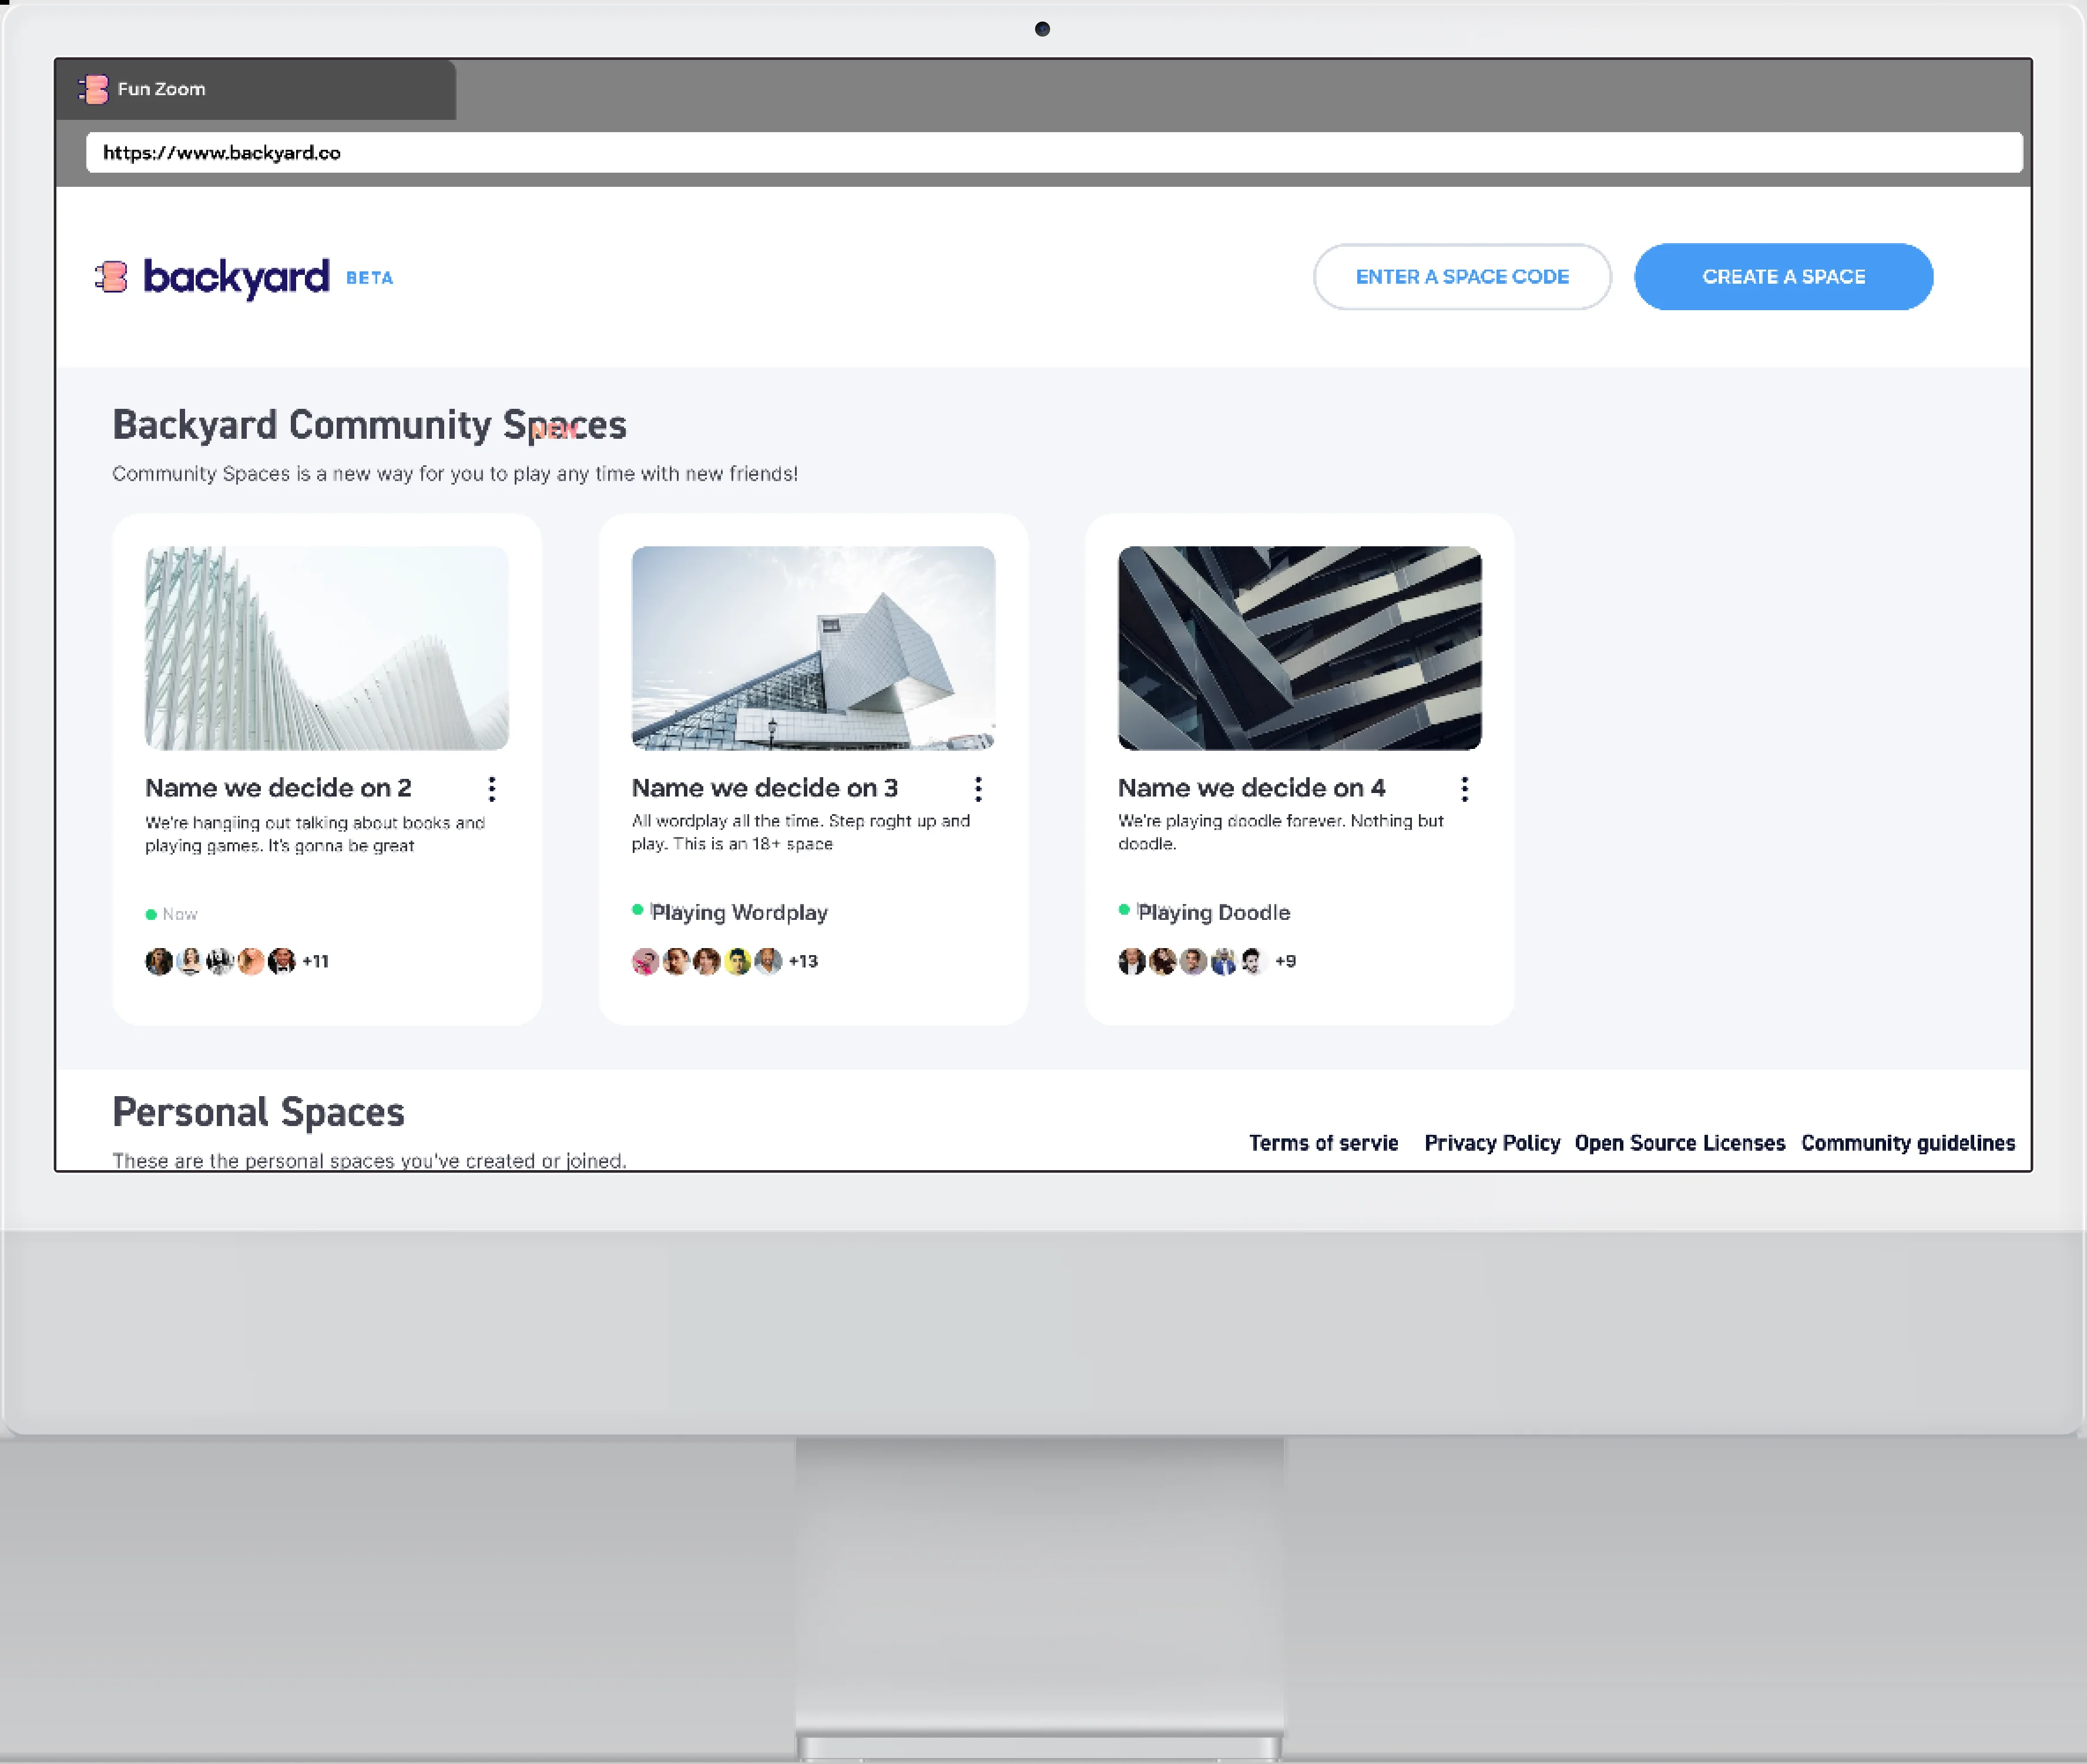 Fun Zoom
https://www.backyard.co
backyard BETA
ENTER A SPACE CODE
CREATE A SPACE
Backyard Community Spaces
NEW
Community Spaces is a new way for you to play any time with new friends!
Name we decide on 2
We're hangiing out talking about books and
playing games. It's gonna be great
Now
+11
Name we decide on 3
All wordplay all the time. Step roght up and
play. This is an 18+ space
Playing Wordplay
+13
Name we decide on 4
We're playing doodle forever. Nothing but
doodle.
Playing Doodle
+9
Personal Spaces
These are the personal spaces you've created or joined.
Terms of servie Privacy Policy Open Source Licenses Community guidelines